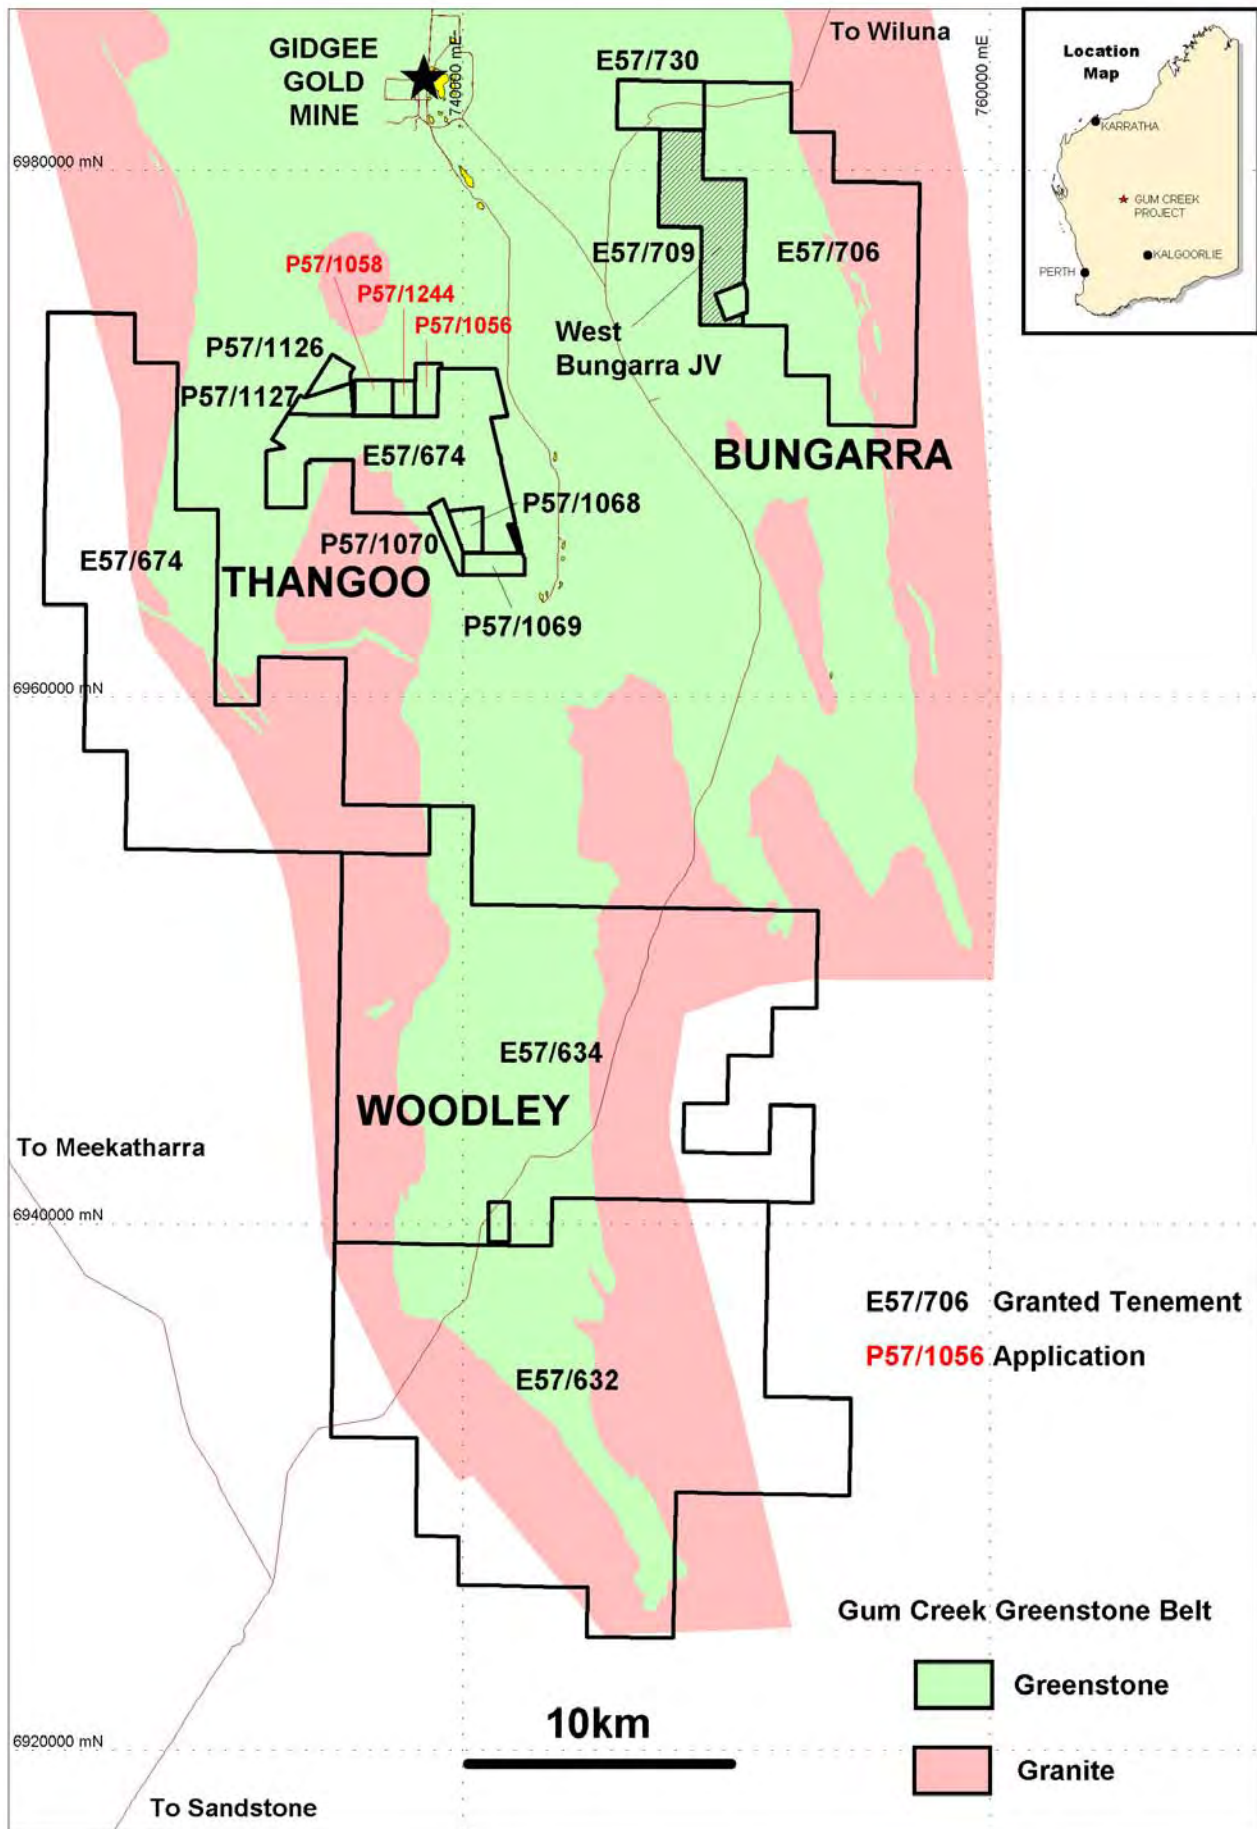 To Wiluna
GIDGEE
GOLD
MINE
740000 mE
E57/730
760000 mE
Location
Map
KARRATHA
GUM CREEK
PROJECT
KALGOORLIE
PERTH
6980000 mN
E57/709
E57/706
P57/1058
P57/1244
P57/1056
West
Bungarra JV
P57/1126
P57/1127
BUNGARRA
E57/674
P57/1068
P57/1070
E57/674
THANGOO
P57/1069
6960000 mN
E57/634
WOODLEY
To Meekatharra
6940000 mN
E57/706 Granted Tenement
P57/1056 Application
E57/632
Gum Creek Greenstone Belt
Greenstone
10km
6920000 mN
Granite
To Sandstone